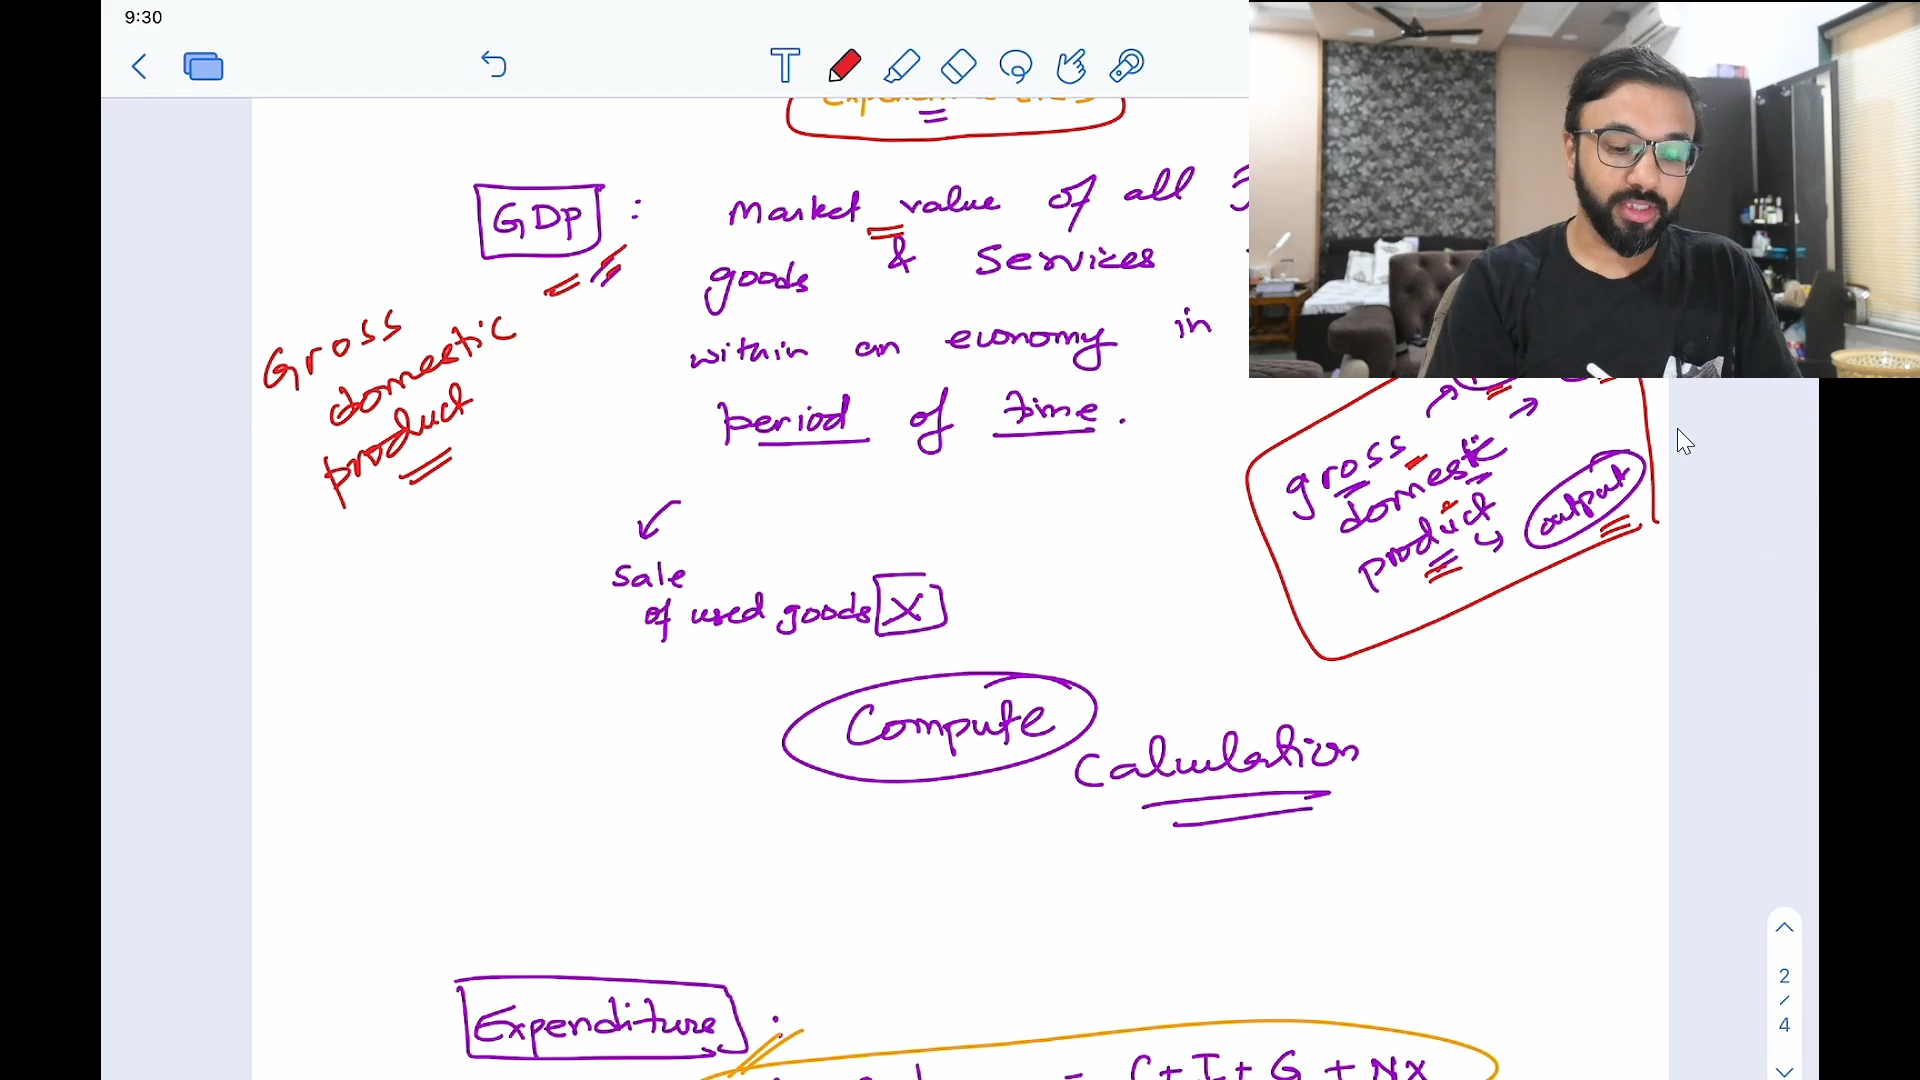 9:30
T
GDP : Market value of all
goods & Services
within an economy in
period of time.
Gross
domestic
product
gross
domestic
product
output
Sale
of used goods X
Compute
Calculation
Expenditure :
= C + I + G + NX
2
/
4